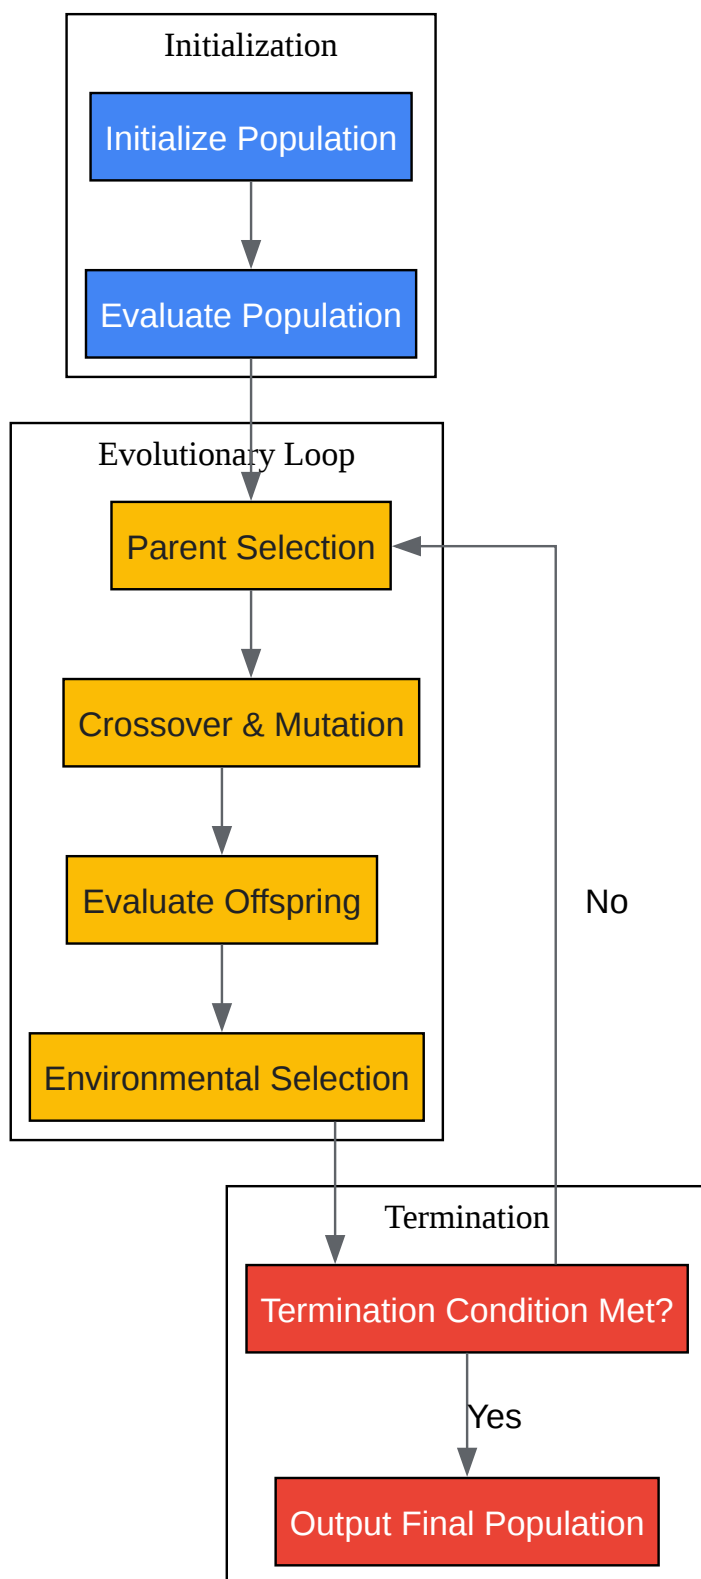 Initialization
Initialize Population
Evaluate Population
Evolutionary Loop
Parent Selection
Crossover & Mutation
Evaluate Offspring
No
Environmental Selection
Termination
Termination Condition Met?
Yes
Output Final Population